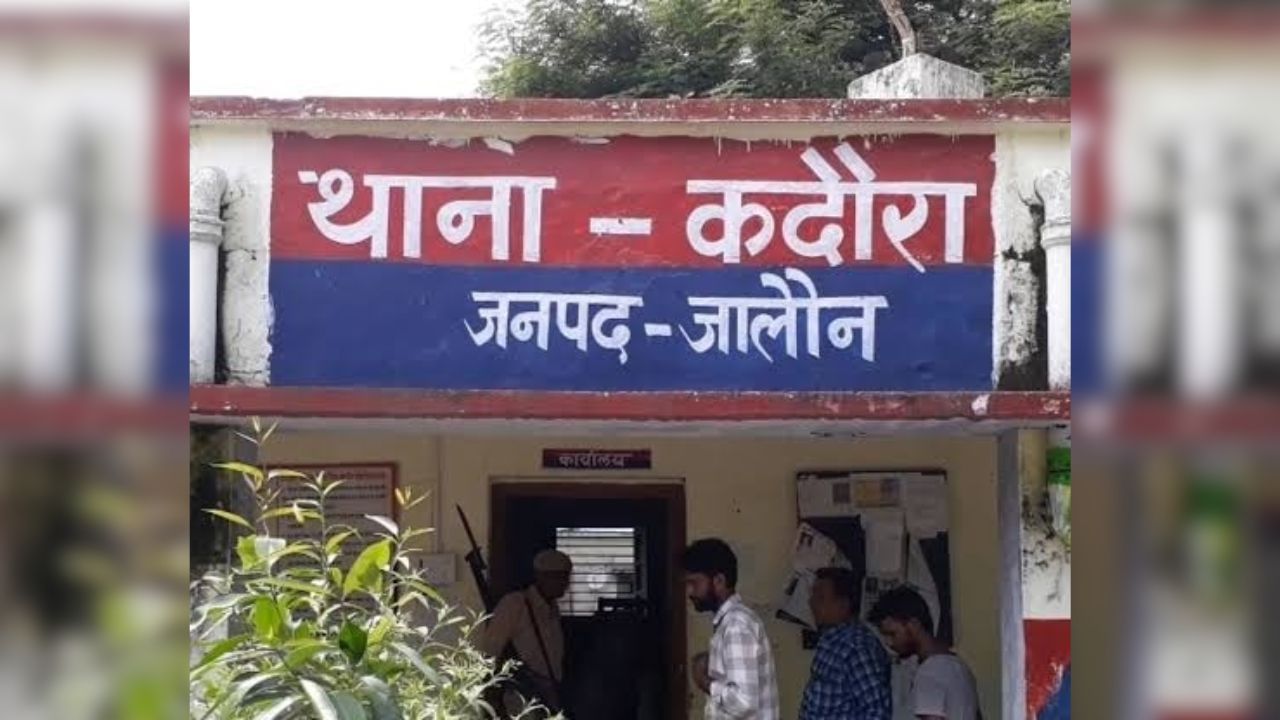 थाना - कदौरा
जनपद - जालौन
कार्यालय